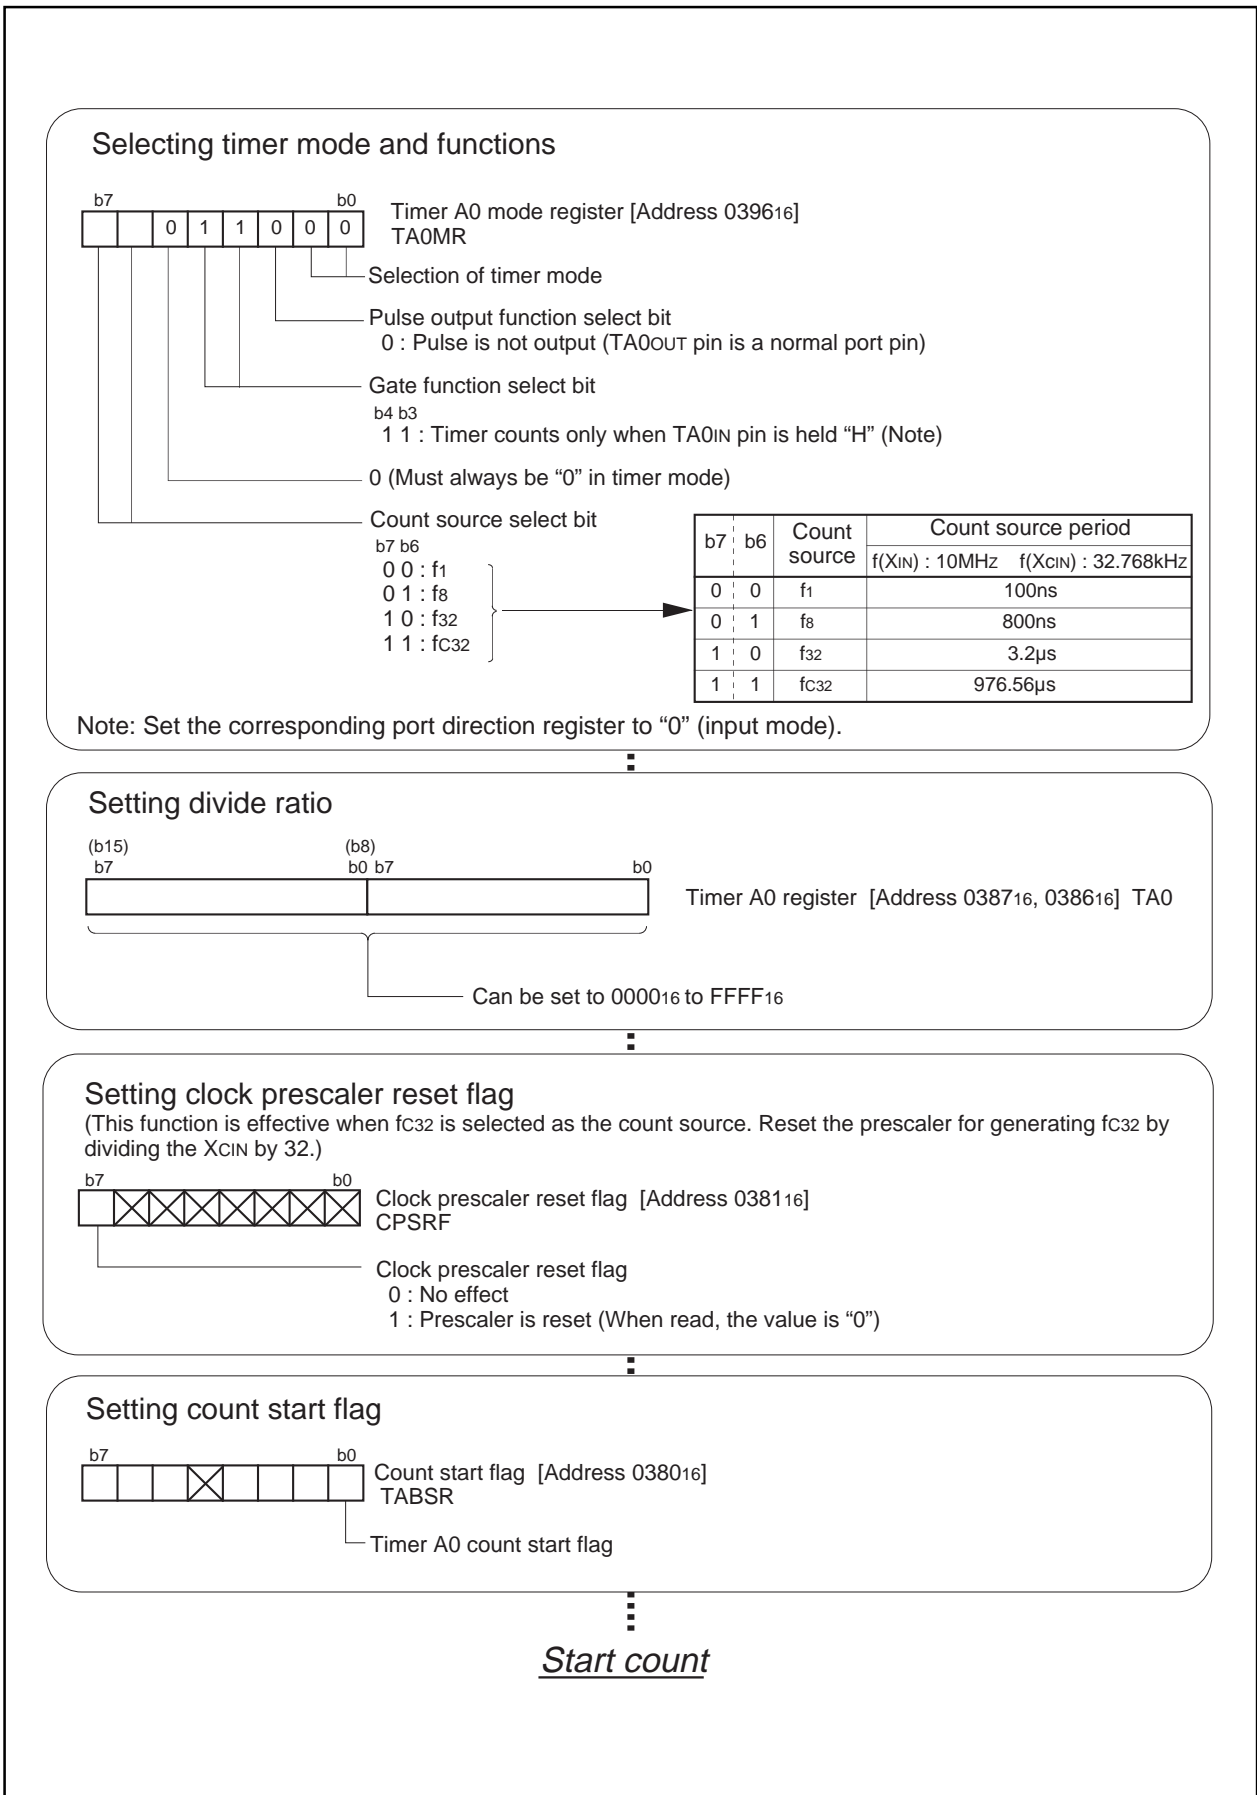 Selecting timer mode and functions
b7 b0
0 1 1 0 0 0
Timer A0 mode register [Address 039616]
TA0MR
Selection of timer mode
Pulse output function select bit
0 : Pulse is not output (TA0OUT pin is a normal port pin)
Gate function select bit
b4 b3
1 1 : Timer counts only when TA0IN pin is held “H” (Note)
0 (Must always be “0” in timer mode)
Count source select bit
b7 b6
0 0 : f1
0 1 : f8
1 0 : f32
1 1 : fC32
b7 b6 Count source Count source period
f(XIN) : 10MHZ f(XCIN) : 32.768kHZ
0 0 f1 100ns
0 1 f8 800ns
1 0 f32 3.2µs
1 1 fC32 976.56µs
Note: Set the corresponding port direction register to “0” (input mode).
Setting divide ratio
(b15) (b8)
b7 b0 b7 b0
Timer A0 register [Address 038716, 038616] TA0
Can be set to 000016 to FFFF16
Setting clock prescaler reset flag
(This function is effective when fC32 is selected as the count source. Reset the prescaler for generating fC32 by
dividing the XCIN by 32.)
b7 b0
Clock prescaler reset flag [Address 038116]
CPSRF
Clock prescaler reset flag
0 : No effect
1 : Prescaler is reset (When read, the value is “0”)
Setting count start flag
b7 b0
Count start flag [Address 038016]
TABSR
Timer A0 count start flag
Start count